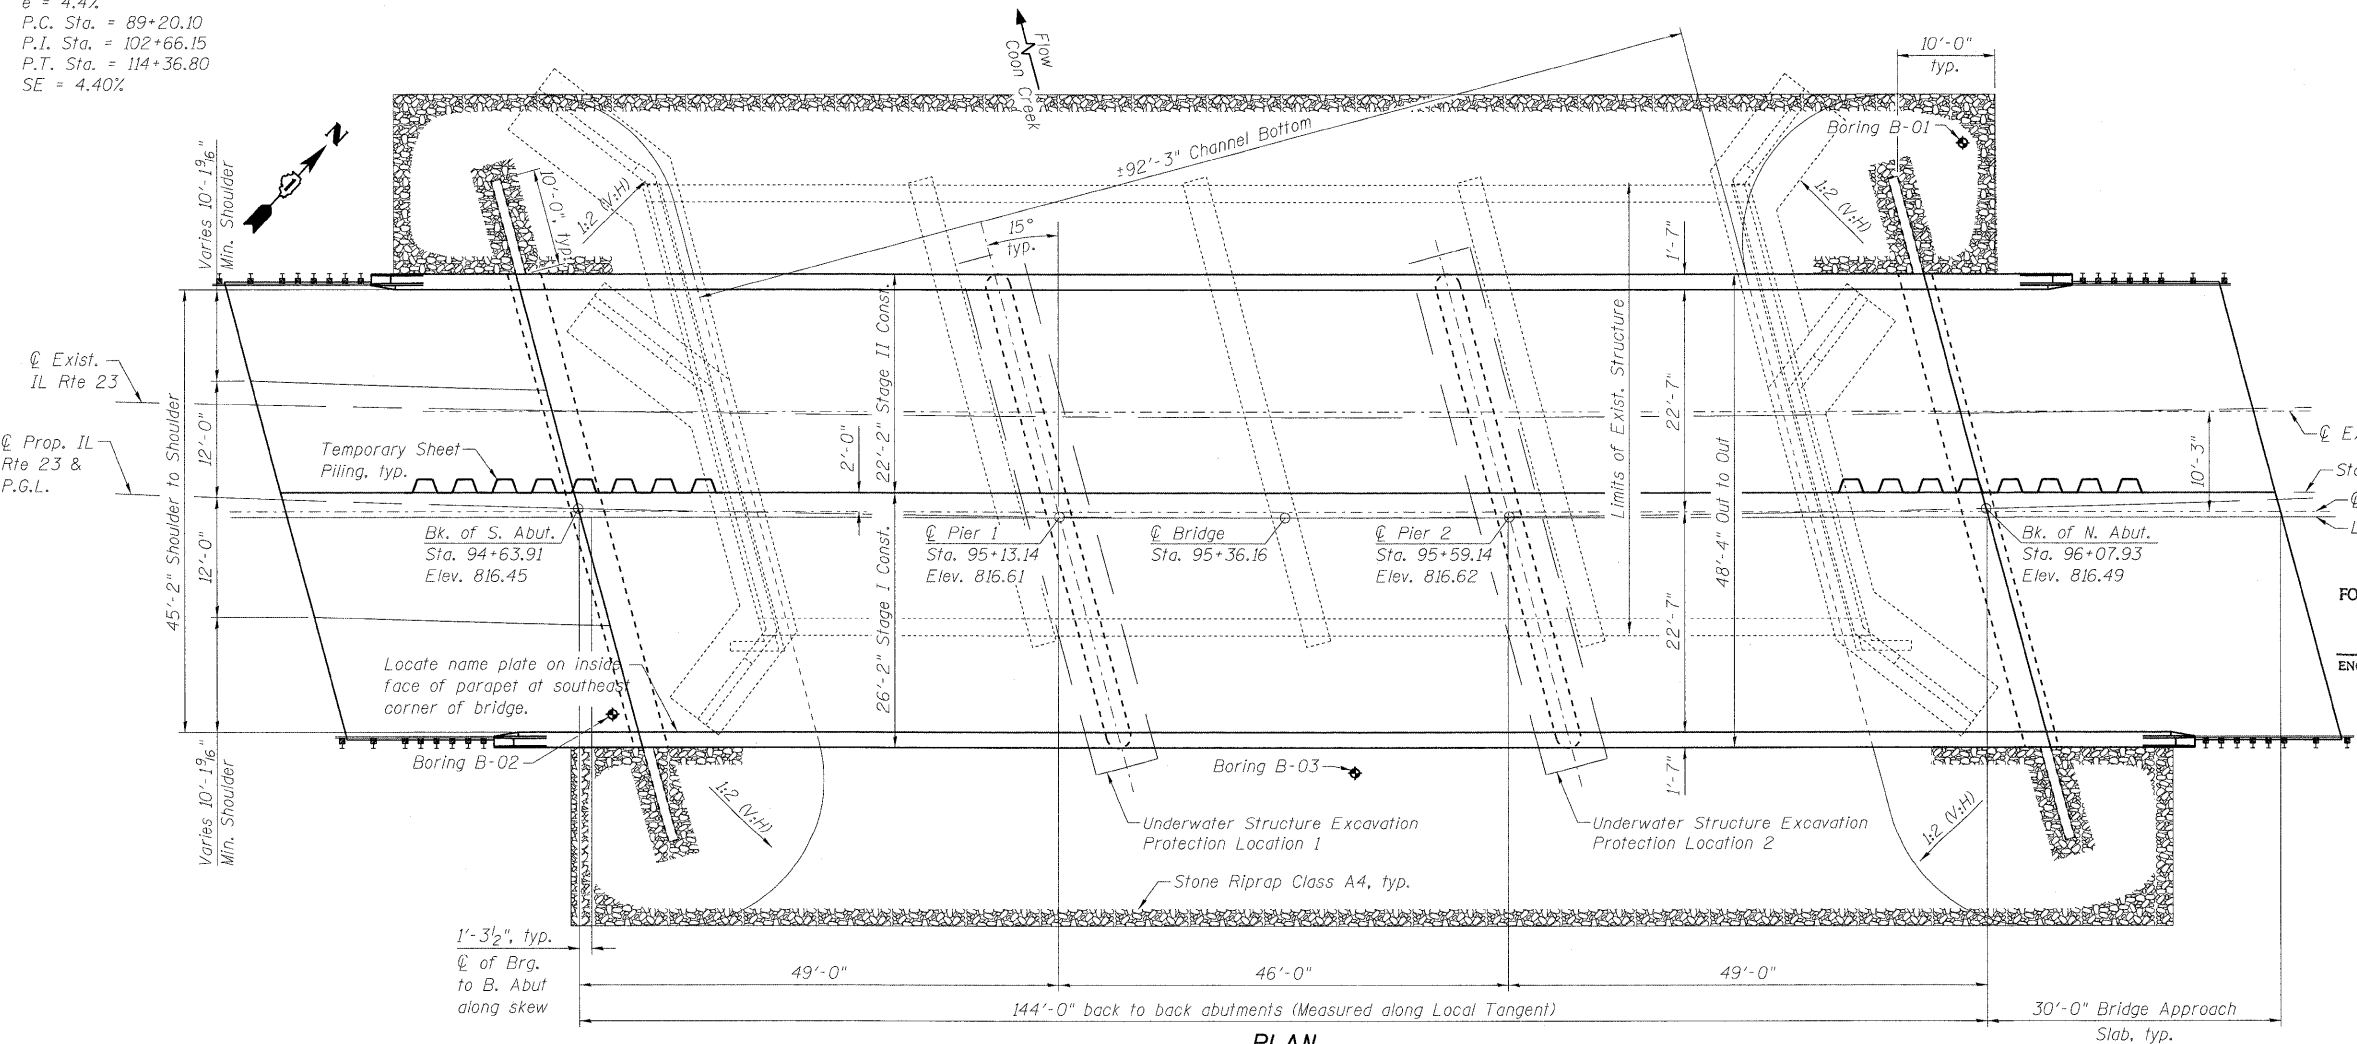 e = 4.4%
P.C. Sta. = 89+20.10
P.I. Sta. = 102+66.15
P.T. Sta. = 114+36.80
SE = 4.40%
N
Flow
Coon Creek
10'-0"
typ.
Boring B-01
±92'-3" Channel Bottom
Varies 10'-1 9/16"
Min. Shoulder
10'-0", typ.
1:2 (V:H)
15°
typ.
1'-7"
1:2 (V:H)
℄ Exist.
IL Rte 23
℄ Prop. IL
Rte 23 &
P.G.L.
45'-2" Shoulder to Shoulder
12'-0"
12'-0"
Temporary Sheet
Piling, typ.
2'-0"
22'-2" Stage II Const.
26'-2" Stage I Const.
Limits of Exist. Structure
22'-7"
22'-7"
48'-4" Out to Out
10'-3"
℄ E
Sta
℄
L
Bk. of S. Abut.
Sta. 94+63.91
Elev. 816.45
℄ Pier 1
Sta. 95+13.14
Elev. 816.61
℄ Bridge
Sta. 95+36.16
℄ Pier 2
Sta. 95+59.14
Elev. 816.62
Bk. of N. Abut.
Sta. 96+07.93
Elev. 816.49
FO
EN
Locate name plate on inside
face of parapet at southeast
corner of bridge.
Boring B-02
Boring B-03
1'-7"
Varies 10'-1 9/16"
Min. Shoulder
1:2 (V:H)
1:2 (V:H)
Underwater Structure Excavation
Protection Location 1
Underwater Structure Excavation
Protection Location 2
Stone Riprap Class A4, typ.
1'-3 1/2", typ.
℄ of Brg.
to B. Abut
along skew
49'-0"
46'-0"
49'-0"
144'-0" back to back abutments (Measured along Local Tangent)
30'-0" Bridge Approach
Slab, typ.
PLAN